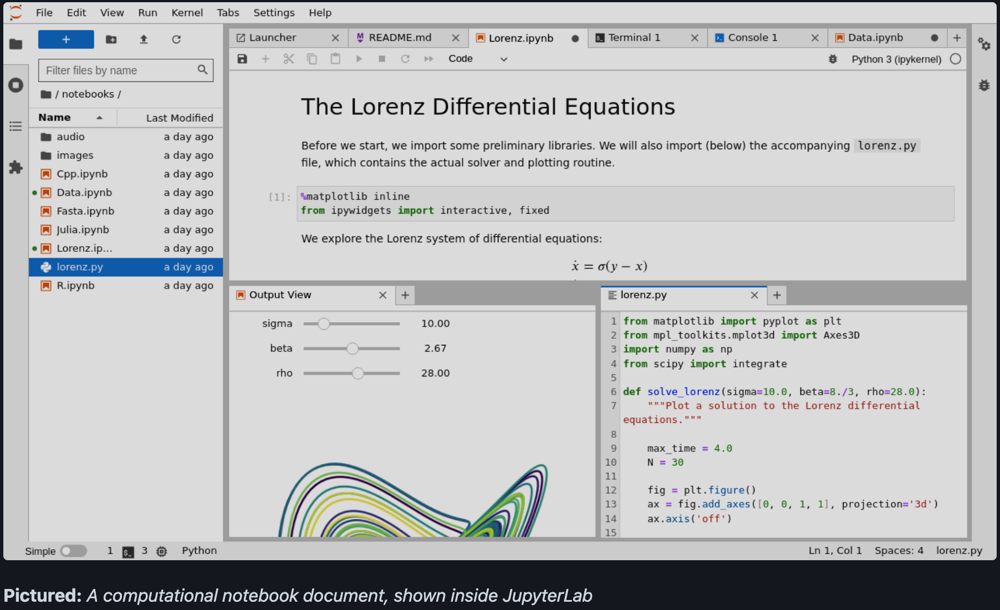 File Edit View Run Kernel Tabs Settings Help
+
Filter files by name
/ notebooks /
Name Last Modified
audio a day ago
images a day ago
Cpp.ipynb a day ago
Data.ipynb a day ago
Fasta.ipynb a day ago
Julia.ipynb a day ago
Lorenz.ip... a day ago
lorenz.py a day ago
R.ipynb a day ago
Launcher README.md Lorenz.ipynb Terminal 1 Console 1 Data.ipynb +
Code Python 3 (ipykernel)
The Lorenz Differential Equations
Before we start, we import some preliminary libraries. We will also import (below) the accompanying lorenz.py
file, which contains the actual solver and plotting routine.
[1]: %matplotlib inline
from ipywidgets import interactive, fixed
We explore the Lorenz system of differential equations:
ẋ = σ(y − x)
Output View +
sigma 10.00
beta 2.67
rho 28.00
lorenz.py +
1 from matplotlib import pyplot as plt
2 from mpl_toolkits.mplot3d import Axes3D
3 import numpy as np
4 from scipy import integrate
5
6 def solve_lorenz(sigma=10.0, beta=8./3, rho=28.0):
7     """Plot a solution to the Lorenz differential
equations."""
8
9     max_time = 4.0
10     N = 30
11
12     fig = plt.figure()
13     ax = fig.add_axes([0, 0, 1, 1], projection='3d')
14     ax.axis('off')
15
Simple 1 $_ 3 Python Ln 1, Col 1 Spaces: 4 lorenz.py
Pictured: A computational notebook document, shown inside JupyterLab